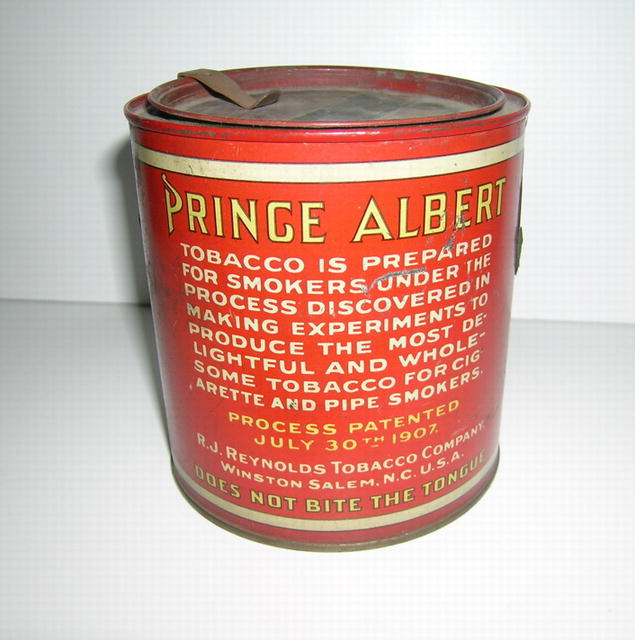 PRINCE ALBERT
TOBACCO IS PREPARED
FOR SMOKERS UNDER THE
PROCESS DISCOVERED IN
MAKING EXPERIMENTS TO
PRODUCE THE MOST DE-
LIGHTFUL AND WHOLE-
SOME TOBACCO FOR CIG-
ARETTE AND PIPE SMOKERS.
PROCESS PATENTED
JULY 30TH 1907.
R.J. REYNOLDS TOBACCO COMPANY,
WINSTON SALEM, N.C. U.S.A.
DOES NOT BITE THE TONGUE